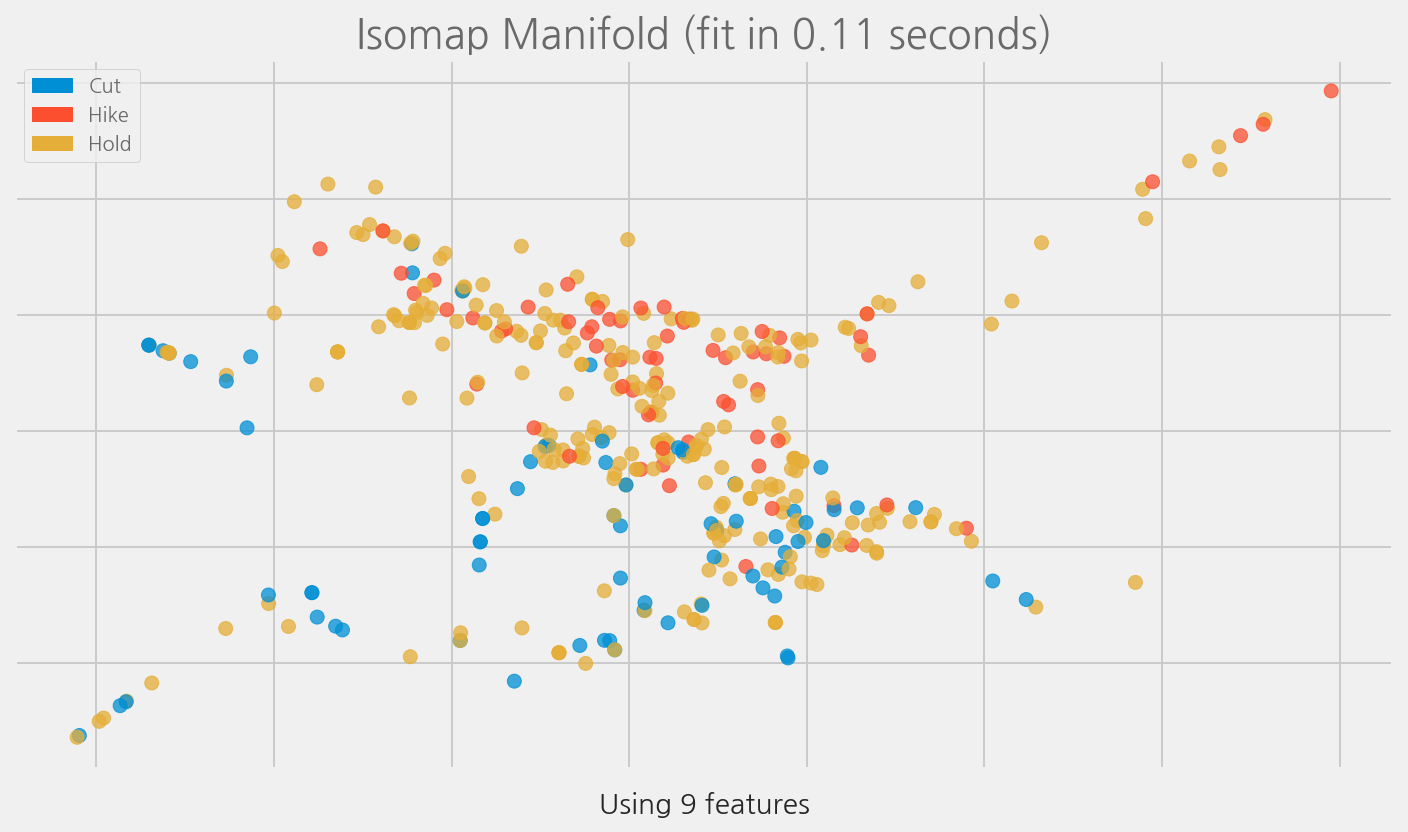 Isomap Manifold (fit in 0.11 seconds)
Cut
Hike
Hold
Using 9 features